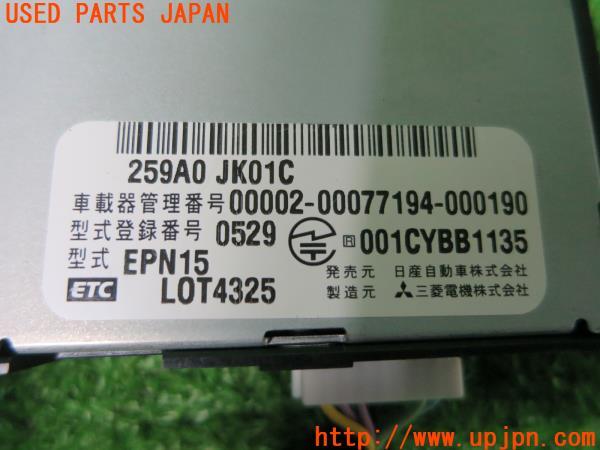 USED PARTS JAPAN
259A0 JK01C
車載器管理番号 00002-00077194-000190
型式登録番号 0529 R 001CYBB1135
型式 EPN15 発売元 日産自動車株式会社
ETC LOT4325 製造元 三菱電機株式会社
http://www.upjpn.com/